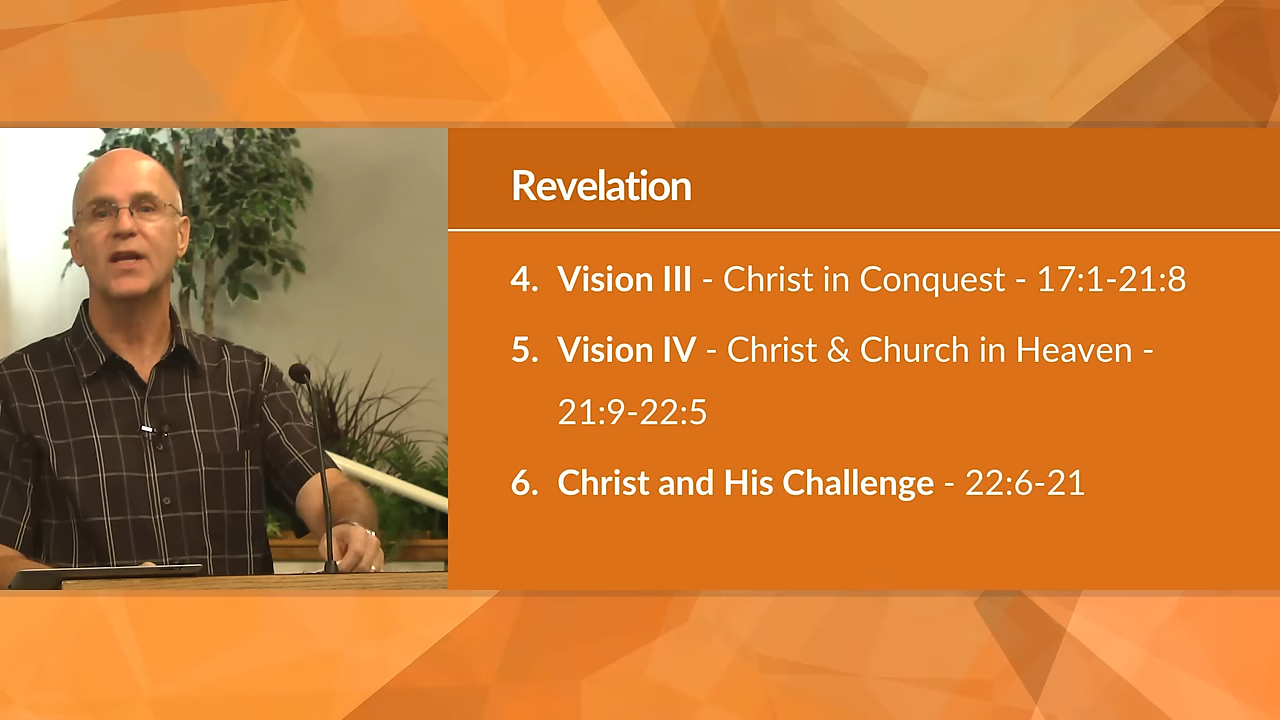 Revelation
4. Vision III - Christ in Conquest - 17:1-21:8
5. Vision IV - Christ & Church in Heaven -
21:9-22:5
6. Christ and His Challenge - 22:6-21